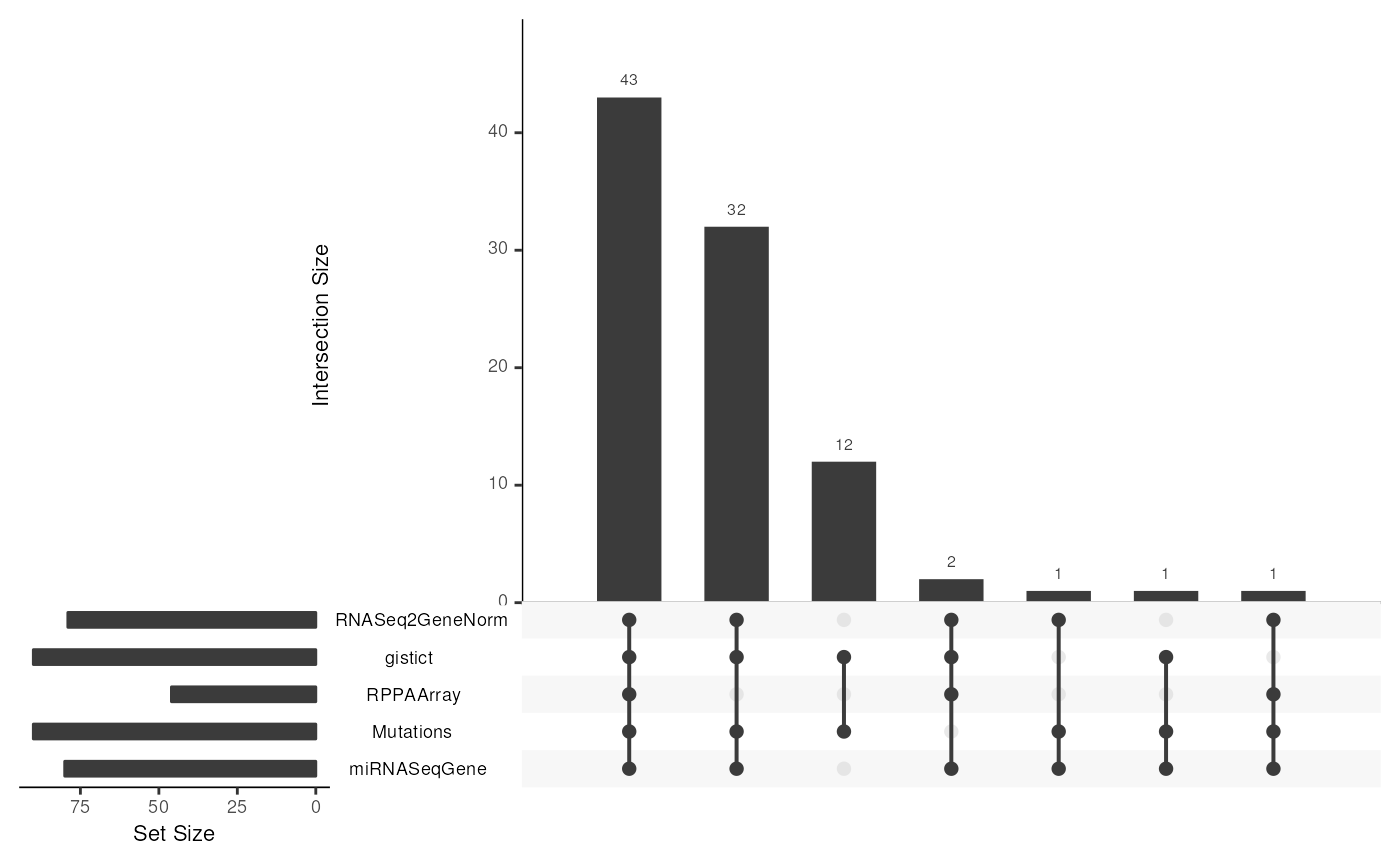 43
40
32
30
Intersection Size
20
12
10
2
1
1
1
0
RNASeq2GeneNorm
gistict
RPPAArray
Mutations
miRNASeqGene
75 50 25 0
Set Size